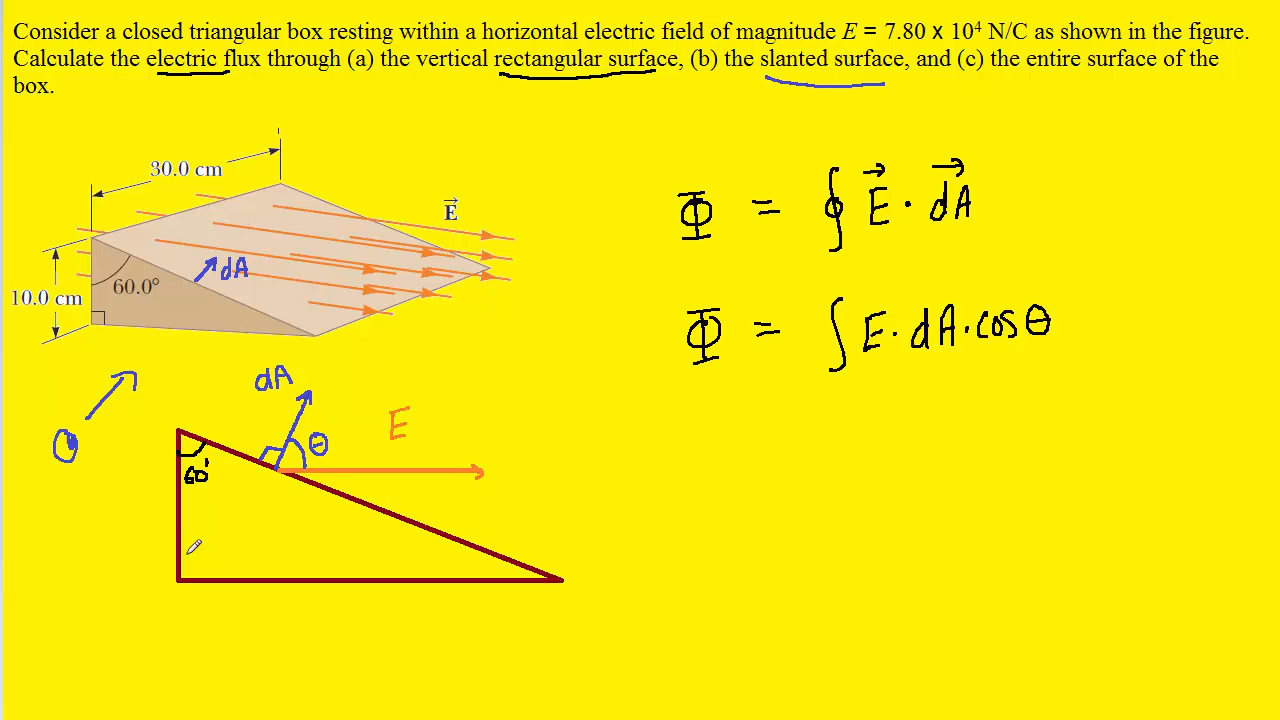 Consider a closed triangular box resting within a horizontal electric field of magnitude E = 7.80 x 10⁴ N/C as shown in the figure.
Calculate the electric flux through (a) the vertical rectangular surface, (b) the slanted surface, and (c) the entire surface of the
box.
30.0 cm
E⃗
dA
60.0°
10.0 cm
Φ = ∮ E⃗ · dA⃗
Φ = ∫ E · dA · cos θ
dA
E
θ
60°